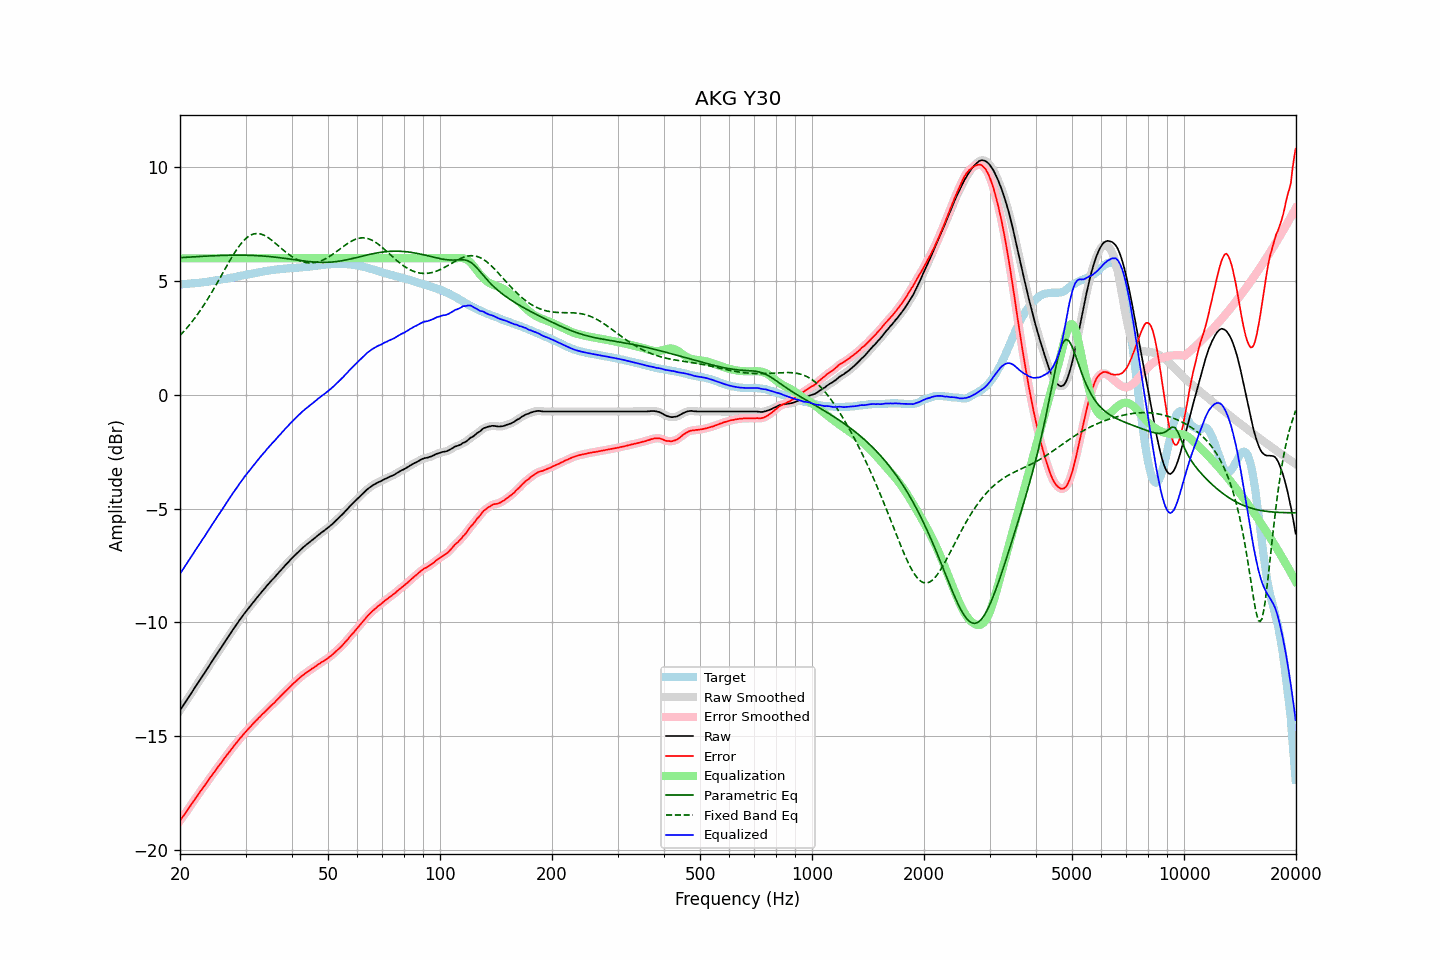 AKG Y30
Amplitude (dBr)
10
5
0
−5
−10
−15
−20
Target
Raw Smoothed
Error Smoothed
Raw
Error
Equalization
Parametric Eq
Fixed Band Eq
Equalized
20 50 100 200 500 1000 2000 5000 10000 20000
Frequency (Hz)